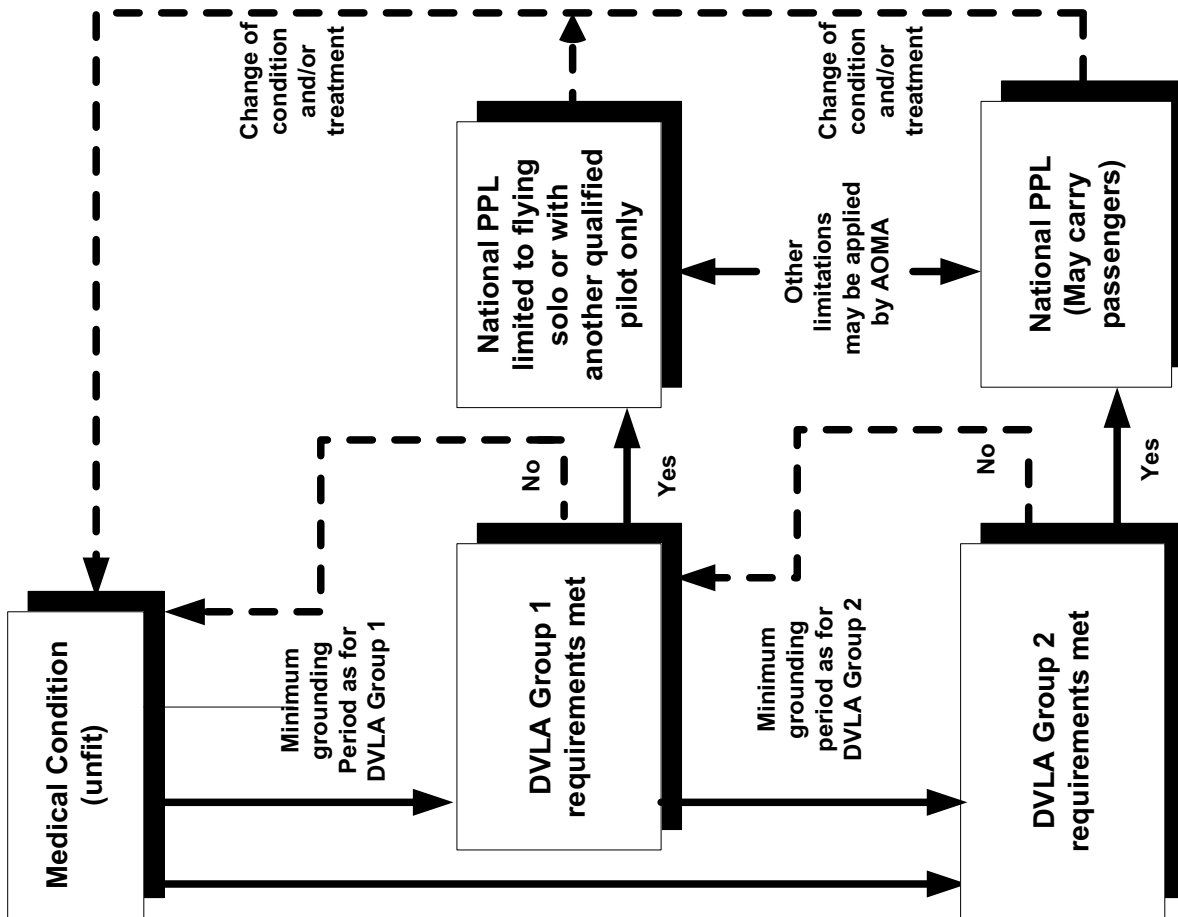 Medical Condition
(unfit)
Minimum
grounding
Period as for
DVLA Group 1
DVLA Group 1
requirements met
No
Yes
National PPL
limited to flying
solo or with
another qualified
pilot only
Change of
condition
and/or
treatment
Minimum
grounding
period as for
DVLA Group 2
Other
limitations
may be applied
by AOMA
DVLA Group 2
requirements met
No
Yes
National PPL
(May carry
passengers)
Change of
condition
and/or
treatment